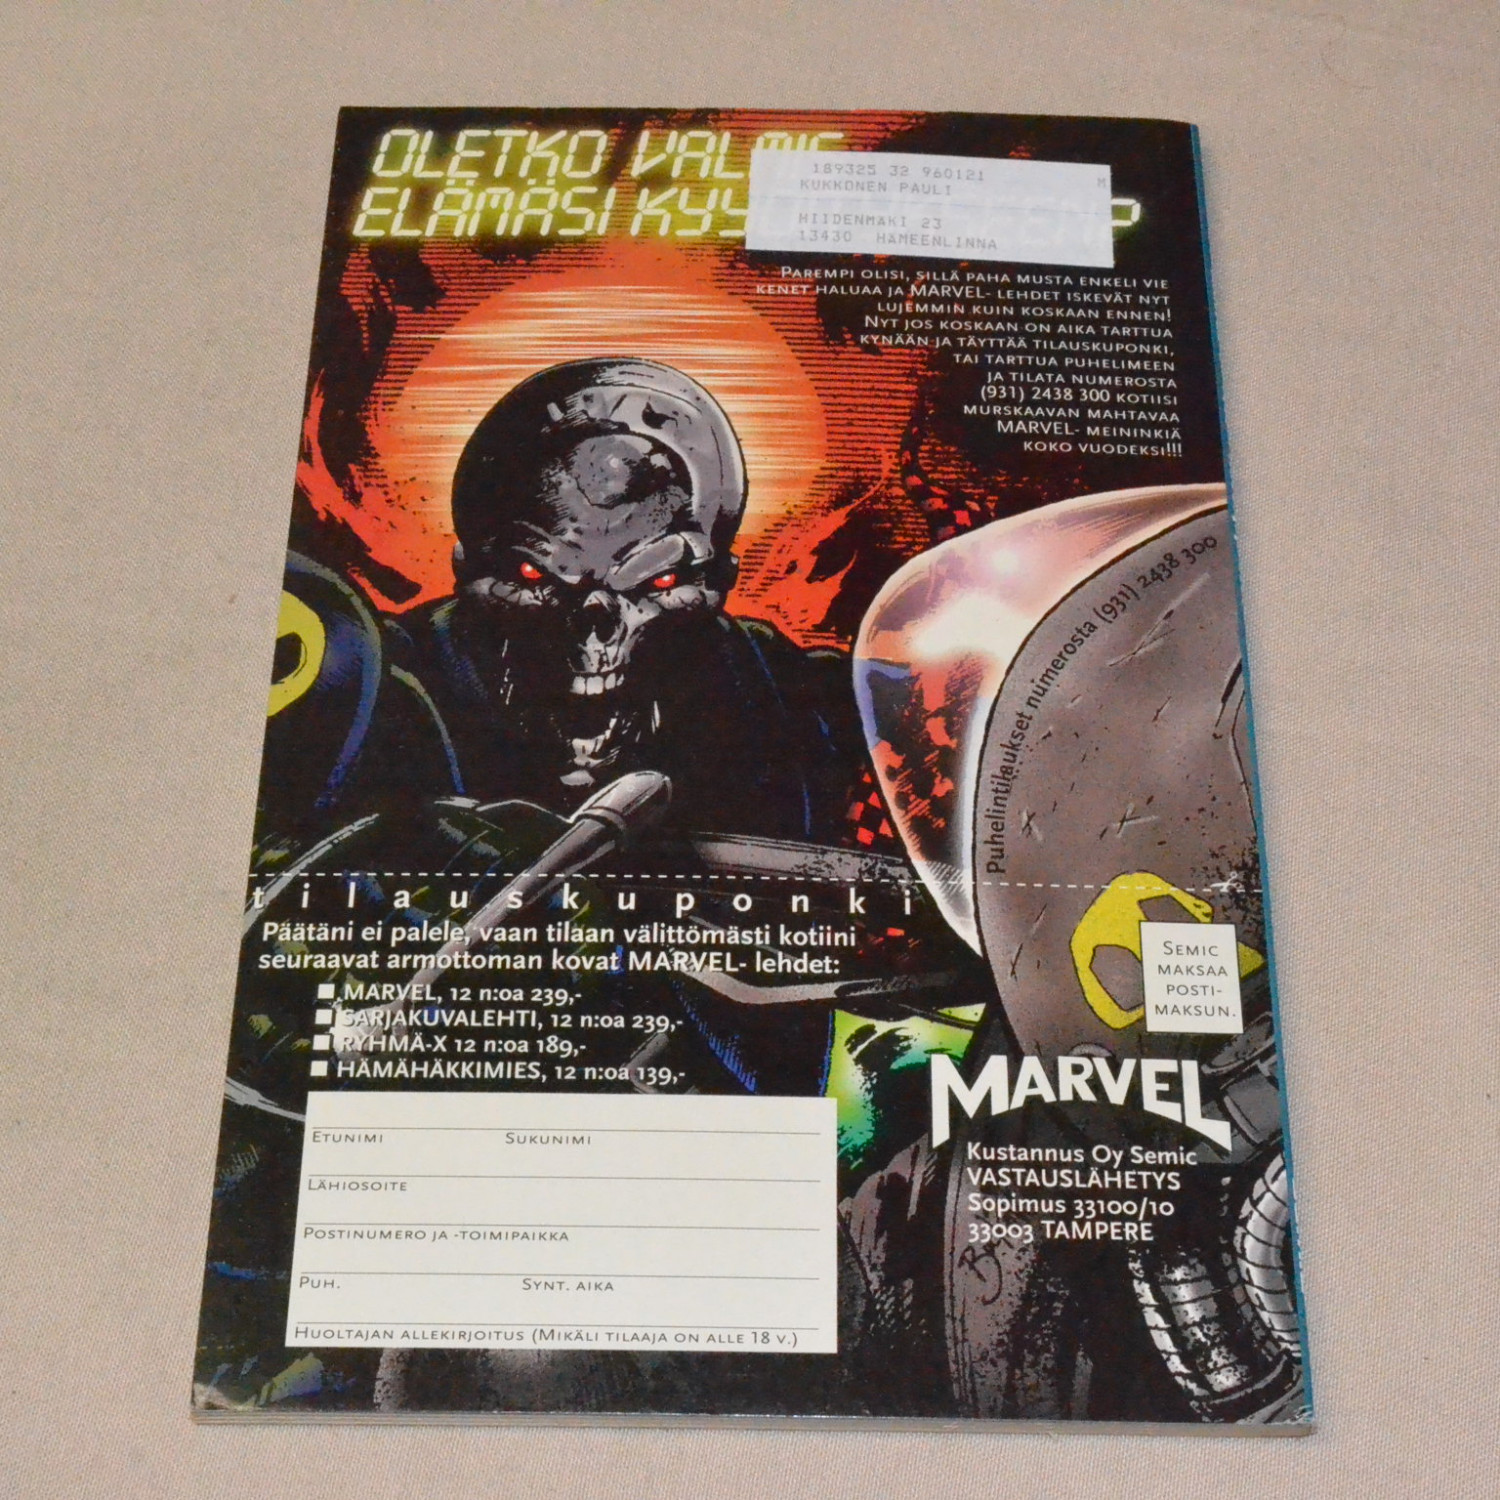 OLETKO VALMIS
ELÄMÄSI KYY
189325 32 960121 M
KUKKONEN PAULI
HIIDENMÄKI 23
13430 HÄMEENLINNA
PAREMPI OLISI, SILLÄ PAHA MUSTA ENKELI VIE
KENET HALUAA JA MARVEL- LEHDET ISKEVÄT NYT
LUJEMMIN KUIN KOSKAAN ENNEN!
NYT JOS KOSKAAN ON AIKA TARTTUA
KYNÄÄN JA TÄYTTÄÄ TILAUSKUPONKI,
TAI TARTTUA PUHELIMEEN
JA TILATA NUMEROSTA
(931) 2438 300 KOTIISI
MURSKAAVAN MAHTAVAA
MARVEL- MEININKIÄ
KOKO VUODEKSI!!!
Puhelintilaukset numerosta (931) 2438 300
tilauskuponki
Päätäni ei palele, vaan tilaan välittömästi kotiini
seuraavat armottoman kovat MARVEL- lehdet:
MARVEL, 12 n:oa 239,-
SARJAKUVALEHTI, 12 n:oa 239,-
RYHMÄ-X 12 n:oa 189,-
HÄMÄHÄKKIMIES, 12 n:oa 139,-
SEMIC
MAKSAA
POSTI-
MAKSUN.
ETUNIMI SUKUNIMI
LÄHIOSOITE
POSTINUMERO JA -TOIMIPAIKKA
PUH. SYNT. AIKA
HUOLTAJAN ALLEKIRJOITUS (MIKÄLI TILAAJA ON ALLE 18 V.)
MARVEL
Kustannus Oy Semic
VASTAUSLÄHETYS
Sopimus 33100/10
33003 TAMPERE